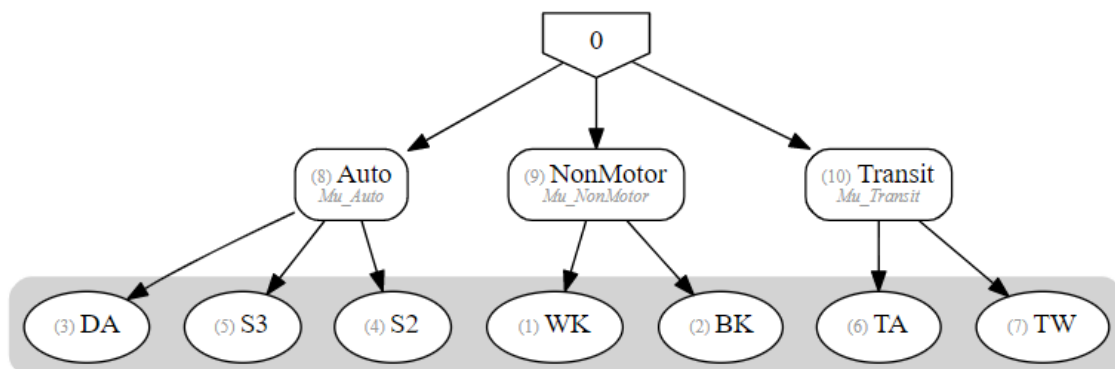 0
(8) Auto
Mu_Auto
(9) NonMotor
Mu_NonMotor
(10) Transit
Mu_Transit
(3) DA
(5) S3
(4) S2
(1) WK
(2) BK
(6) TA
(7) TW